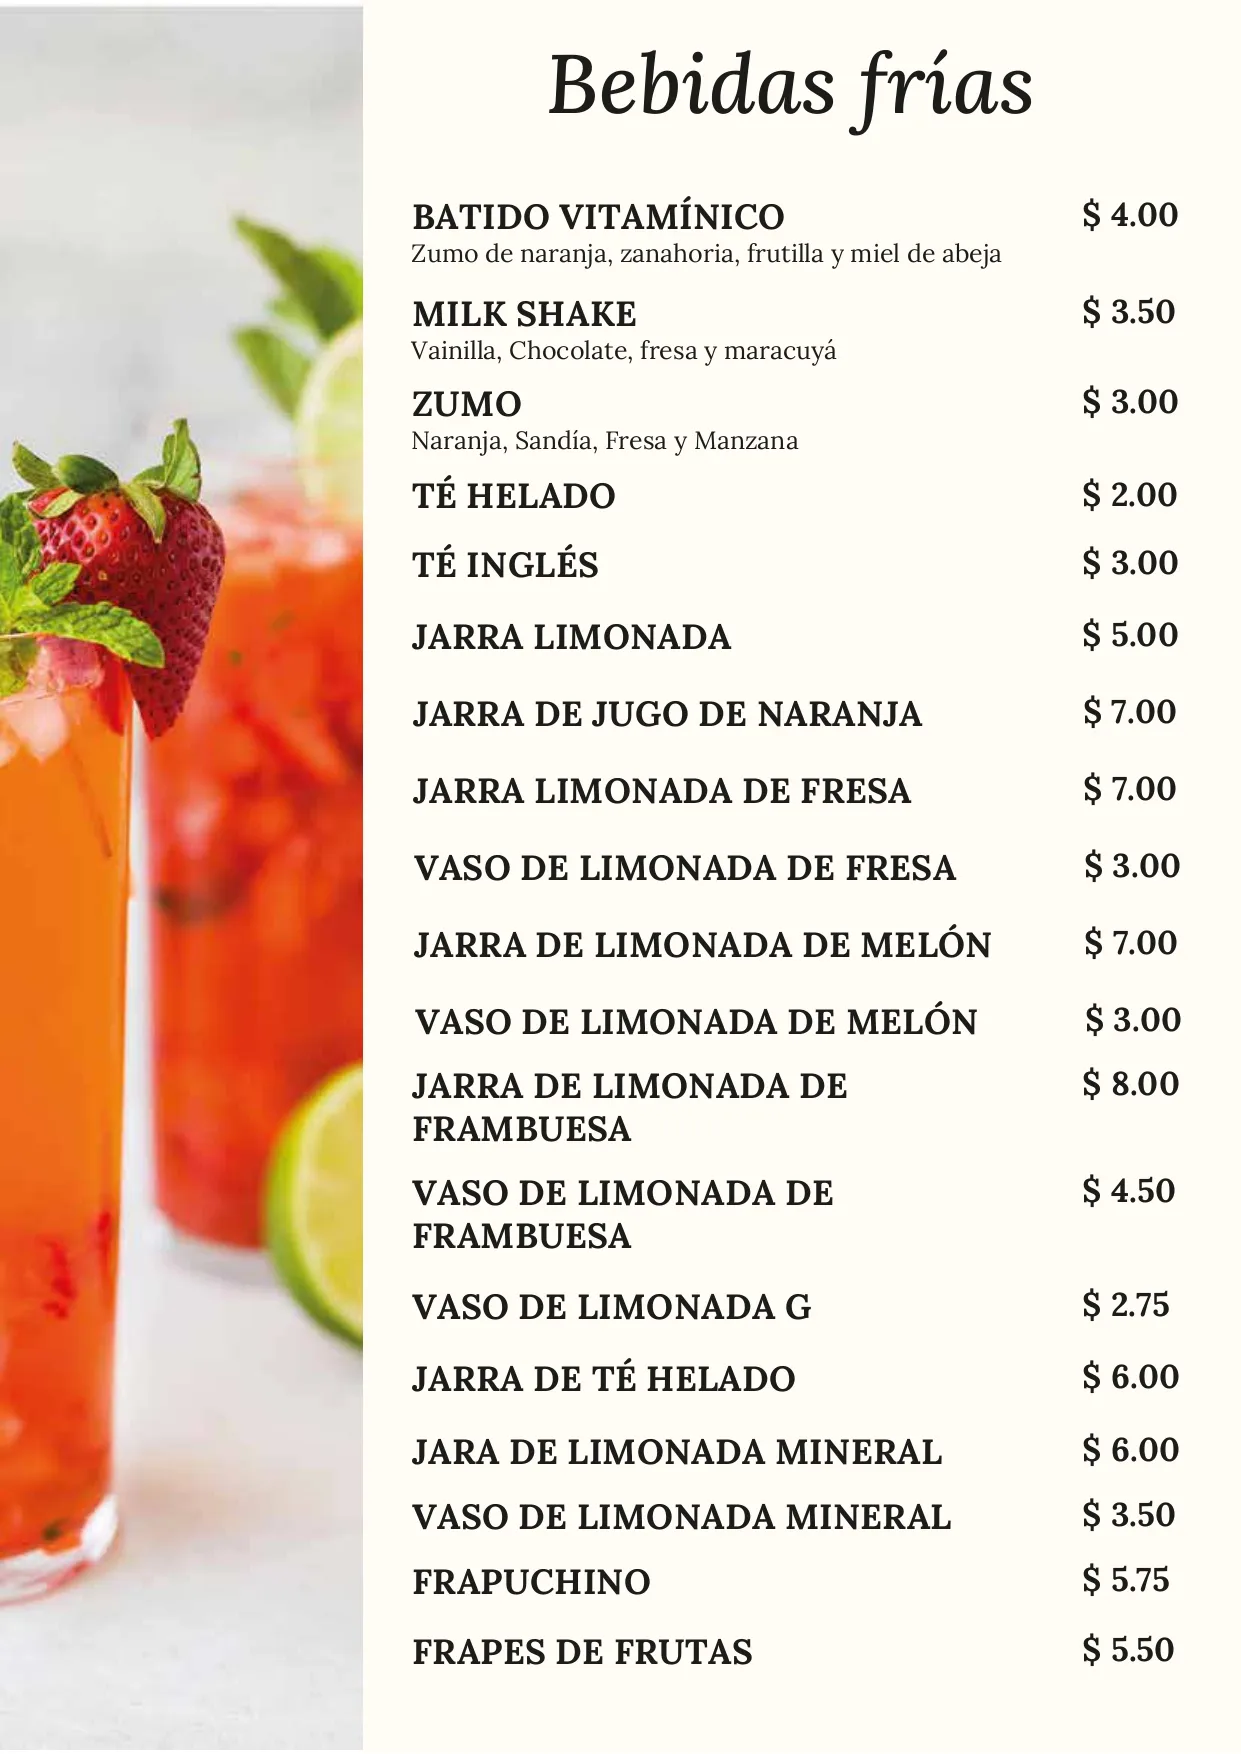 Bebidas frías
BATIDO VITAMÍNICO $ 4.00
Zumo de naranja, zanahoria, frutilla y miel de abeja
MILK SHAKE $ 3.50
Vainilla, Chocolate, fresa y maracuyá
ZUMO $ 3.00
Naranja, Sandía, Fresa y Manzana
TÉ HELADO $ 2.00
TÉ INGLÉS $ 3.00
JARRA LIMONADA $ 5.00
JARRA DE JUGO DE NARANJA $ 7.00
JARRA LIMONADA DE FRESA $ 7.00
VASO DE LIMONADA DE FRESA $ 3.00
JARRA DE LIMONADA DE MELÓN $ 7.00
VASO DE LIMONADA DE MELÓN $ 3.00
JARRA DE LIMONADA DE $ 8.00
FRAMBUESA
VASO DE LIMONADA DE $ 4.50
FRAMBUESA
VASO DE LIMONADA G $ 2.75
JARRA DE TÉ HELADO $ 6.00
JARA DE LIMONADA MINERAL $ 6.00
VASO DE LIMONADA MINERAL $ 3.50
FRAPUCHINO $ 5.75
FRAPES DE FRUTAS $ 5.50